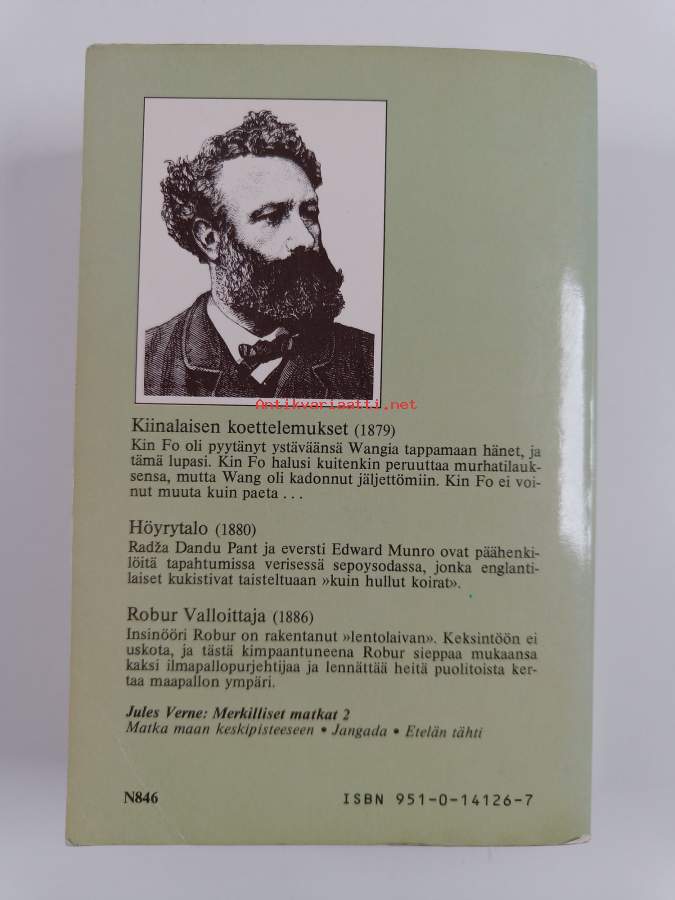 Antikvariaatti.net
Kiinalaisen koettelemukset (1879)
Kin Fo oli pyytänyt ystäväänsä Wangia tappamaan hänet, ja
tämä lupasi. Kin Fo halusi kuitenkin peruuttaa murhatilauk-
sensa, mutta Wang oli kadonnut jäljettömiin. Kin Fo ei voi-
nut muuta kuin paeta ...
Höyrytalo (1880)
Radža Dandu Pant ja eversti Edward Munro ovat päähenki-
löitä tapahtumissa verisessä sepoysodassa, jonka englanti-
laiset kukistivat taisteltuaan »kuin hullut koirat».
Robur Valloittaja (1886)
Insinööri Robur on rakentanut »lentolaivan». Keksintöön ei
uskota, ja tästä kimpaantuneena Robur sieppaa mukaansa
kaksi ilmapallopurjehtijaa ja lennättää heitä puolitoista ker-
taa maapallon ympäri.
Jules Verne: Merkilliset matkat 2
Matka maan keskipisteeseen • Jangada • Etelän tähti
N846 ISBN 951-0-14126-7